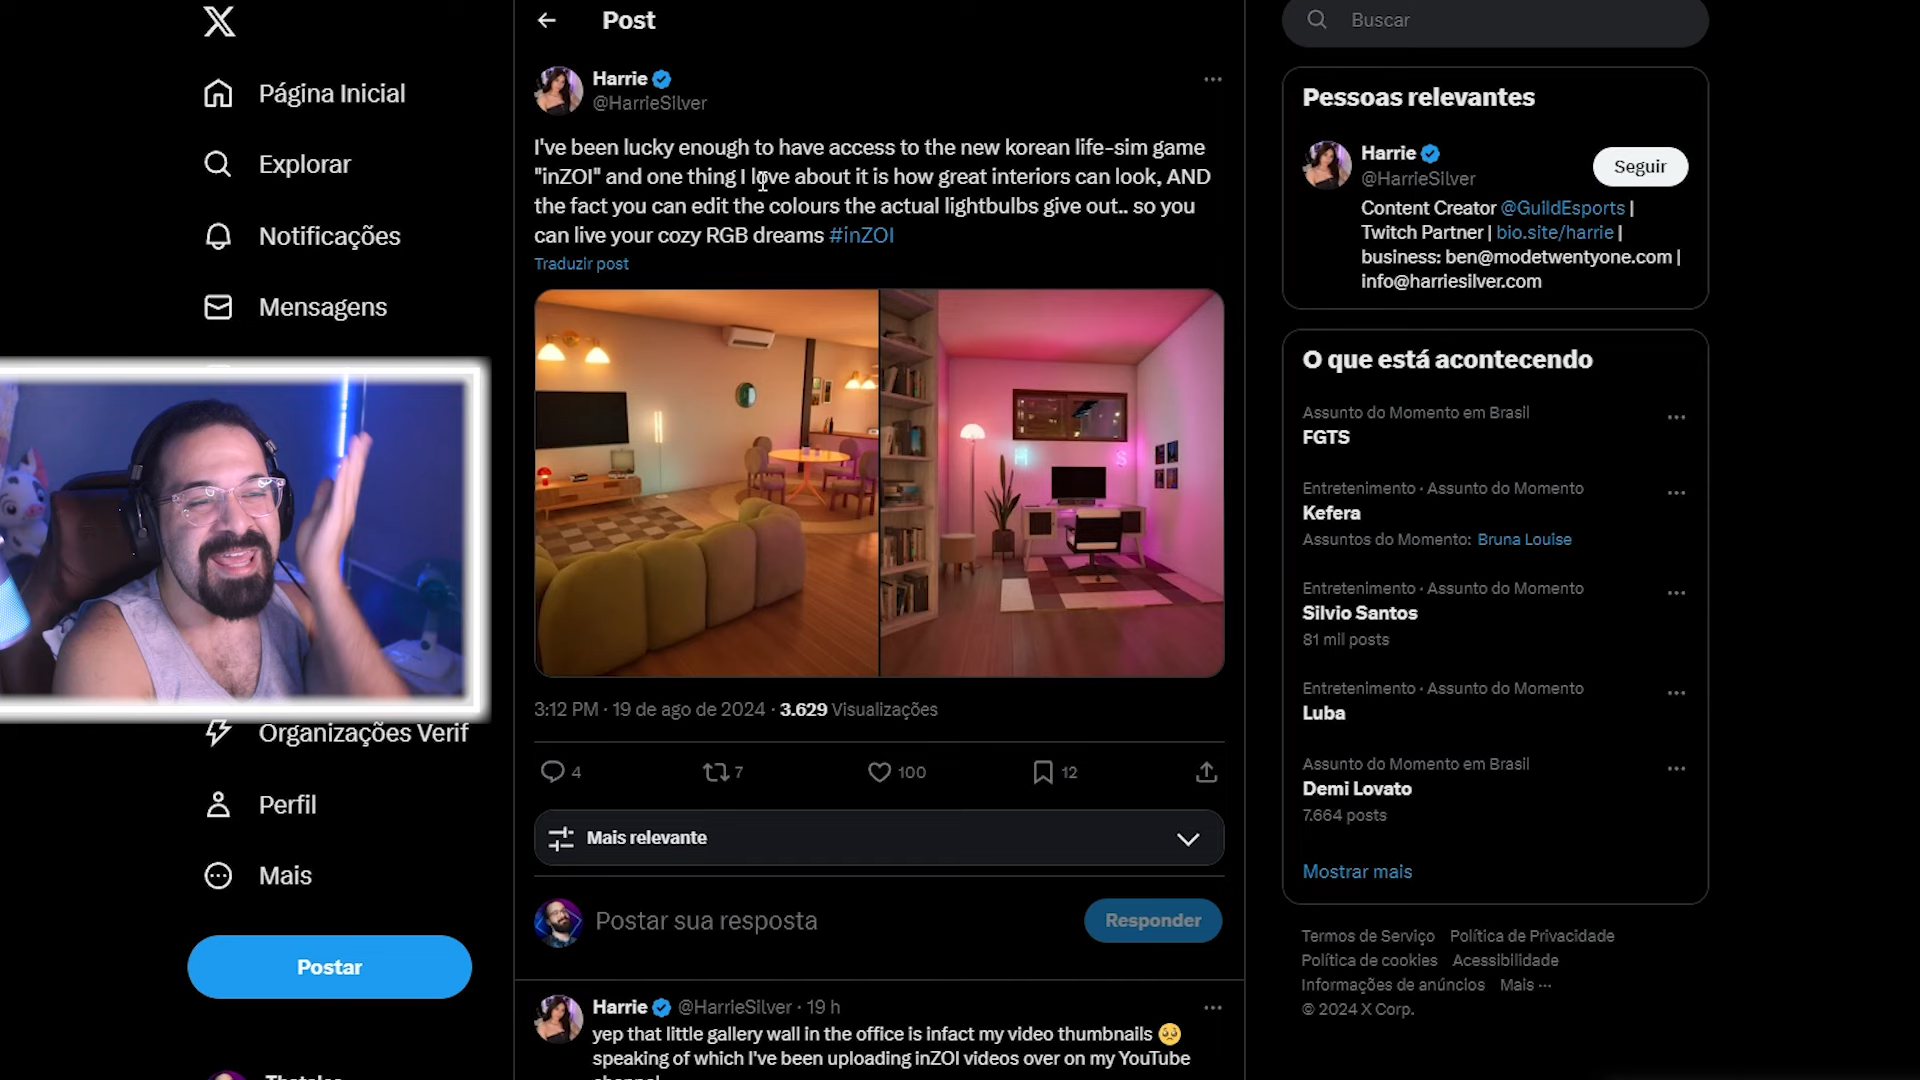 Página Inicial
Explorar
Notificações
Mensagens
Organizações Verif
Perfil
Mais
Postar
Post
Harrie
@HarrieSilver
I've been lucky enough to have access to the new korean life-sim game
"inZOI" and one thing I love about it is how great interiors can look, AND
the fact you can edit the colours the actual lightbulbs give out.. so you
can live your cozy RGB dreams #inZOI
Traduzir post
3:12 PM · 19 de ago de 2024 · 3.629 Visualizações
4
7
100
12
Mais relevante
Postar sua resposta
Responder
Harrie @HarrieSilver · 19 h
yep that little gallery wall in the office is infact my video thumbnails 🥺
speaking of which I've been uploading inZOI videos over on my YouTube
Buscar
Pessoas relevantes
Harrie
@HarrieSilver
Seguir
Content Creator @GuildEsports |
Twitch Partner | bio.site/harrie |
business: ben@modetwentyone.com |
info@harriesilver.com
O que está acontecendo
Assunto do Momento em Brasil
FGTS
Entretenimento · Assunto do Momento
Kefera
Assuntos do Momento: Bruna Louise
Entretenimento · Assunto do Momento
Silvio Santos
81 mil posts
Entretenimento · Assunto do Momento
Luba
Assunto do Momento em Brasil
Demi Lovato
7.664 posts
Mostrar mais
Termos de Serviço Política de Privacidade
Política de cookies Acessibilidade
Informações de anúncios Mais ···
© 2024 X Corp.